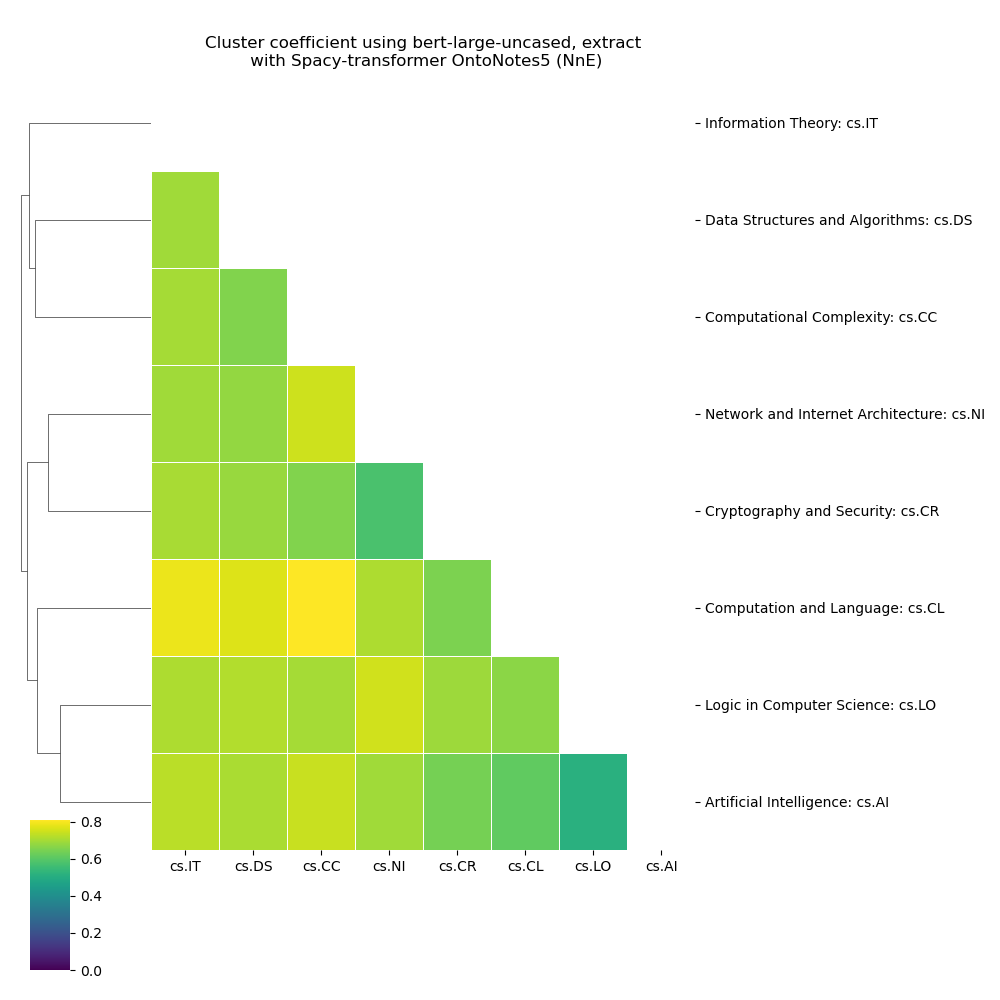 Cluster coefficient using bert-large-uncased, extract
with Spacy-transformer OntoNotes5 (NnE)
Information Theory: cs.IT
Data Structures and Algorithms: cs.DS
Computational Complexity: cs.CC
Network and Internet Architecture: cs.NI
Cryptography and Security: cs.CR
Computation and Language: cs.CL
Logic in Computer Science: cs.LO
Artificial Intelligence: cs.AI
cs.IT cs.DS cs.CC cs.NI cs.CR cs.CL cs.LO cs.AI
0.8
0.6
0.4
0.2
0.0